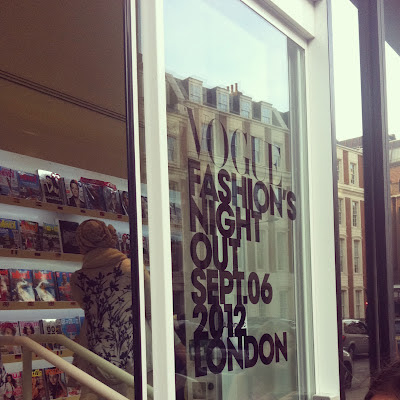 VOGUE
FASHION'S
NIGHT
OUT
SEPT.06
2012
LONDON